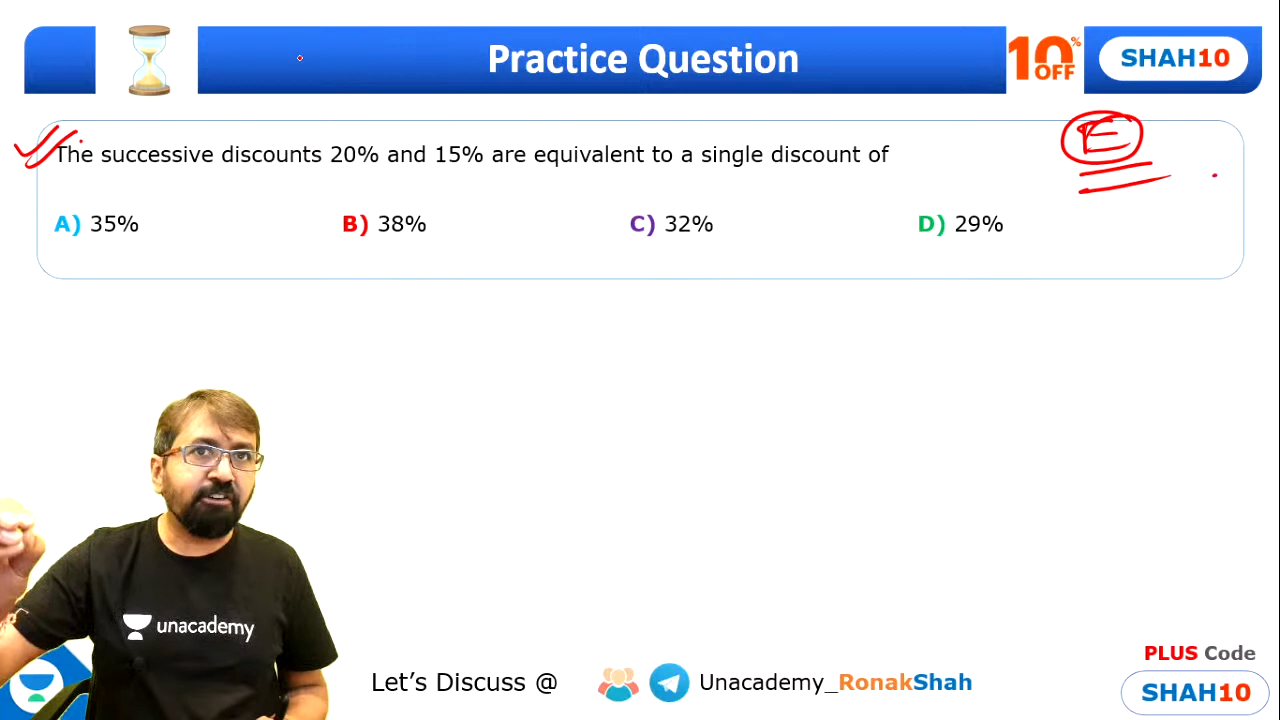 Practice Question
10% OFF
SHAH10
E
The successive discounts 20% and 15% are equivalent to a single discount of
A) 35% B) 38% C) 32% D) 29%
unacademy
PLUS Code
Let's Discuss @ Unacademy_RonakShah
SHAH10